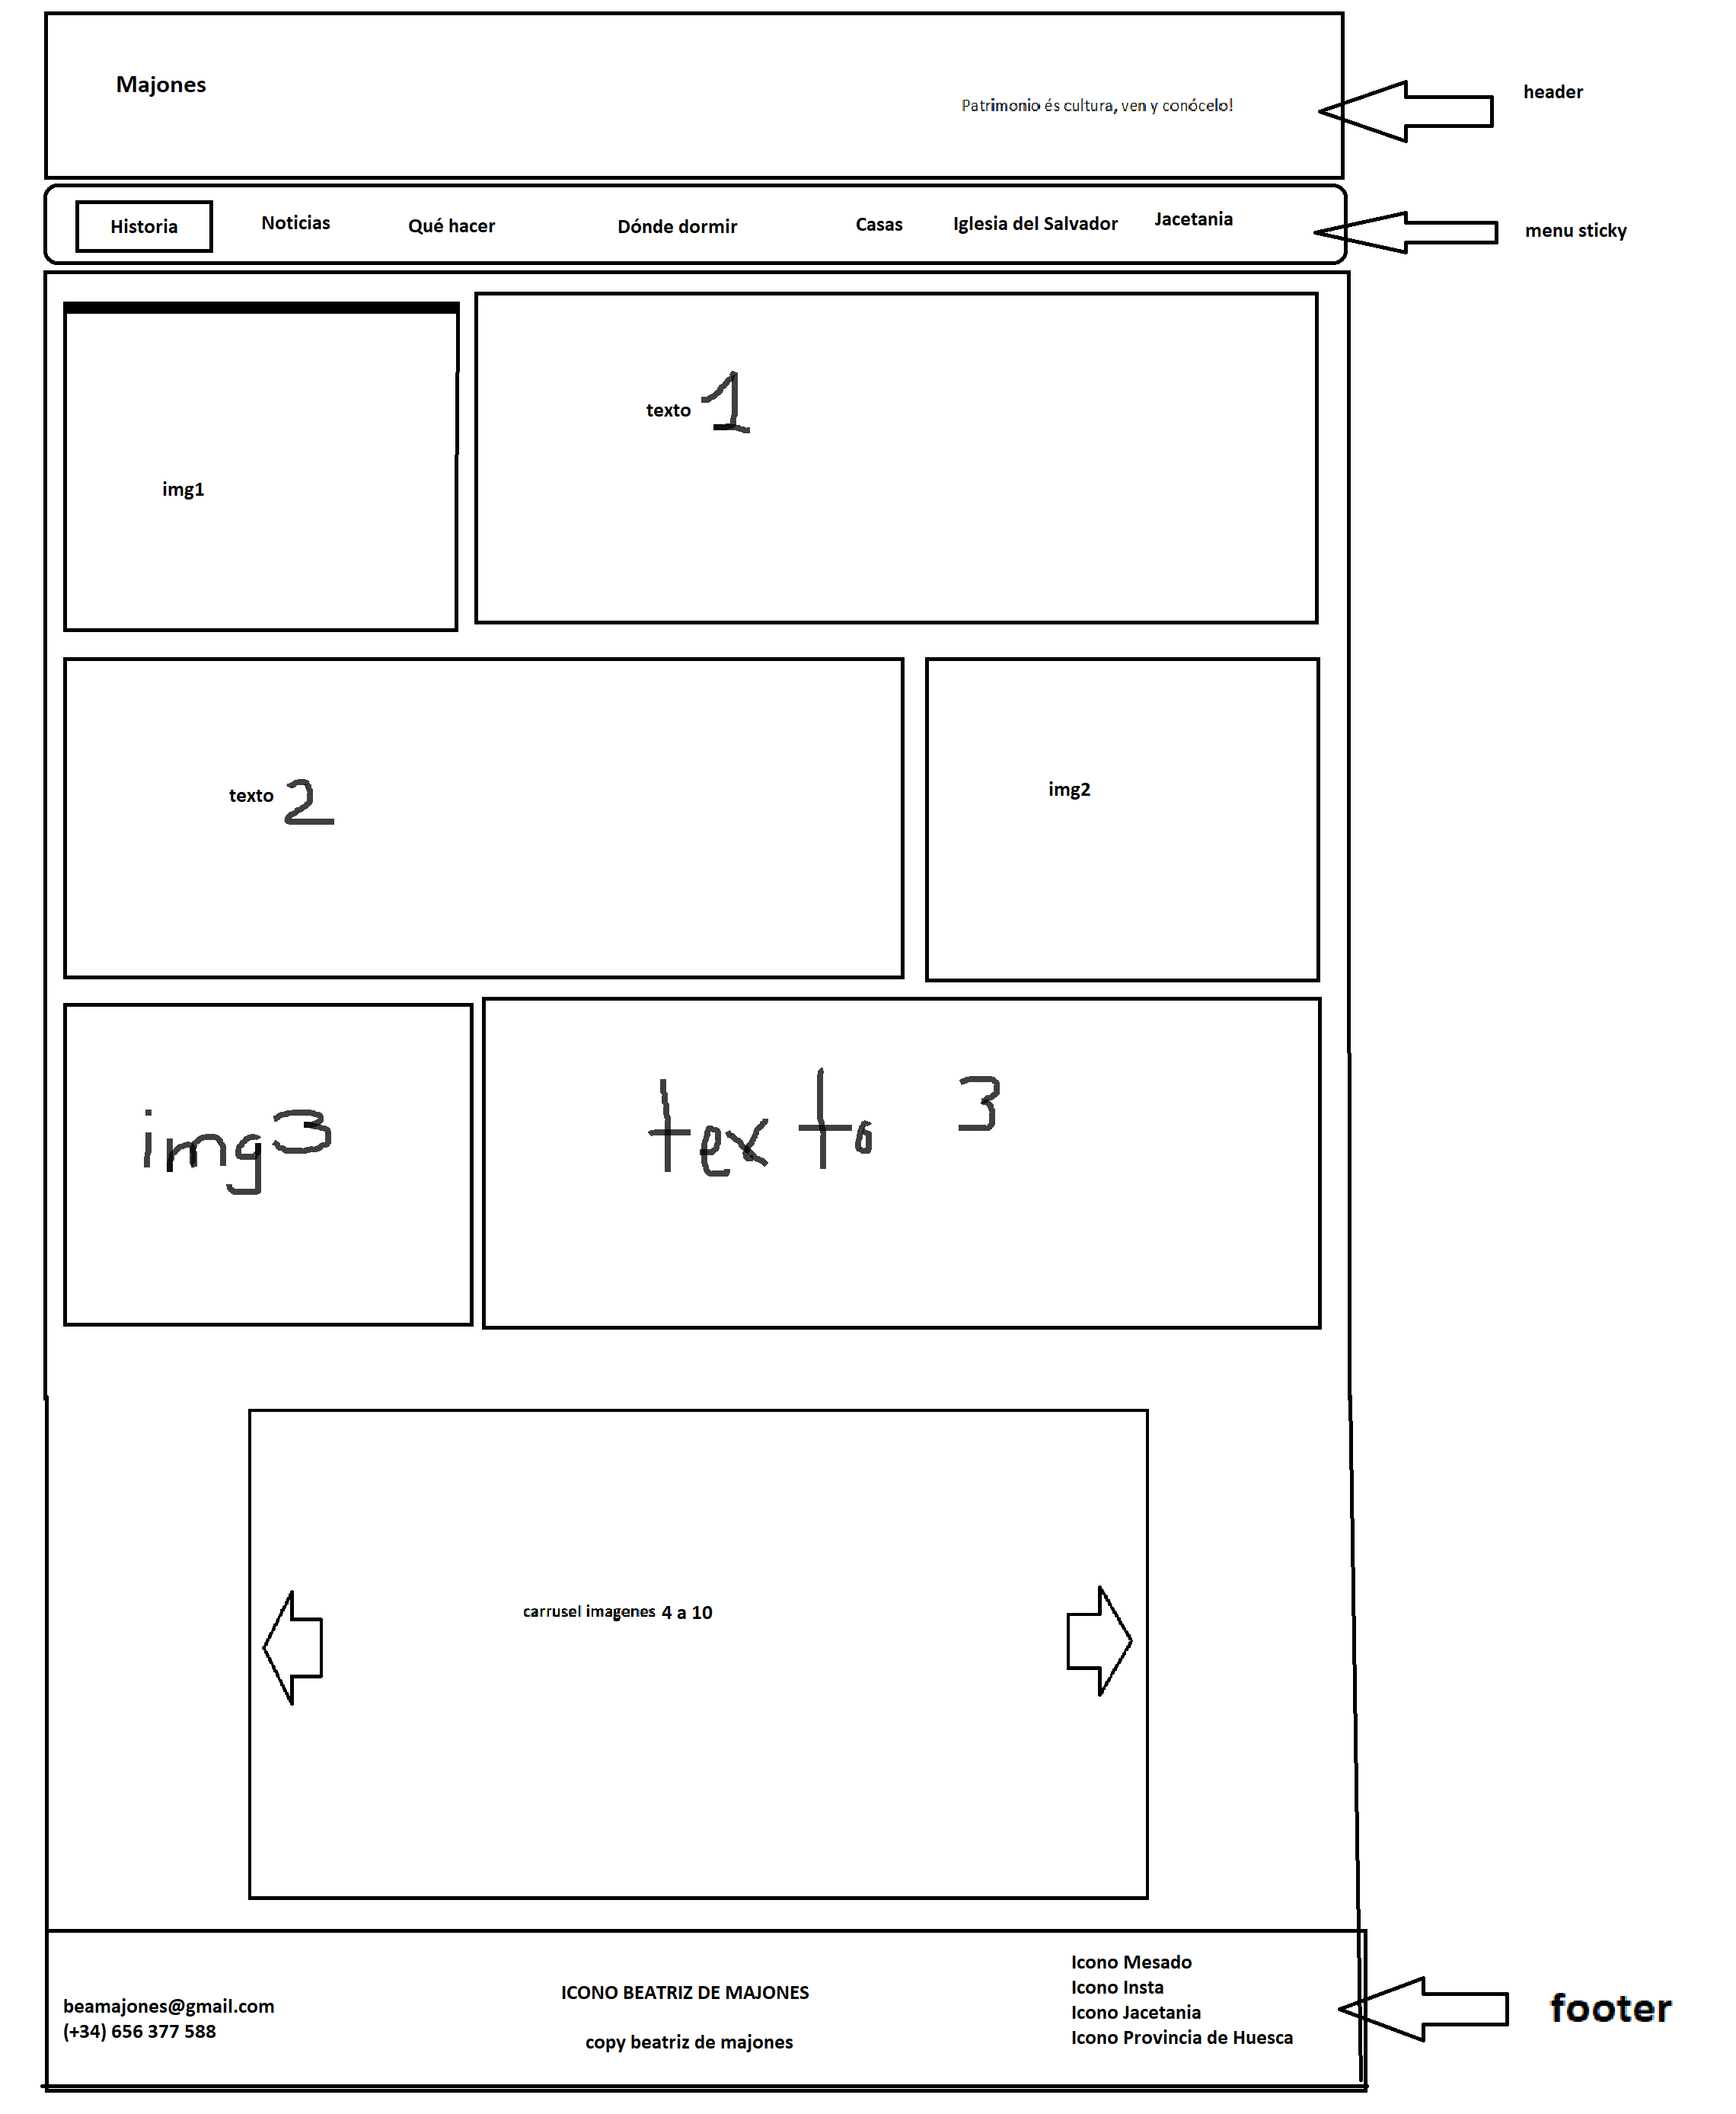 Majones
Patrimonio és cultura, ven y conócelo!
header
Historia Noticias Qué hacer Dónde dormir Casas Iglesia del Salvador Jacetania
menu sticky
img1
texto 1
texto 2
img2
img3
texto 3
carrusel imagenes 4 a 10
beamajones@gmail.com
(+34) 656 377 588
ICONO BEATRIZ DE MAJONES
copy beatriz de majones
Icono Mesado
Icono Insta
Icono Jacetania
Icono Provincia de Huesca
footer